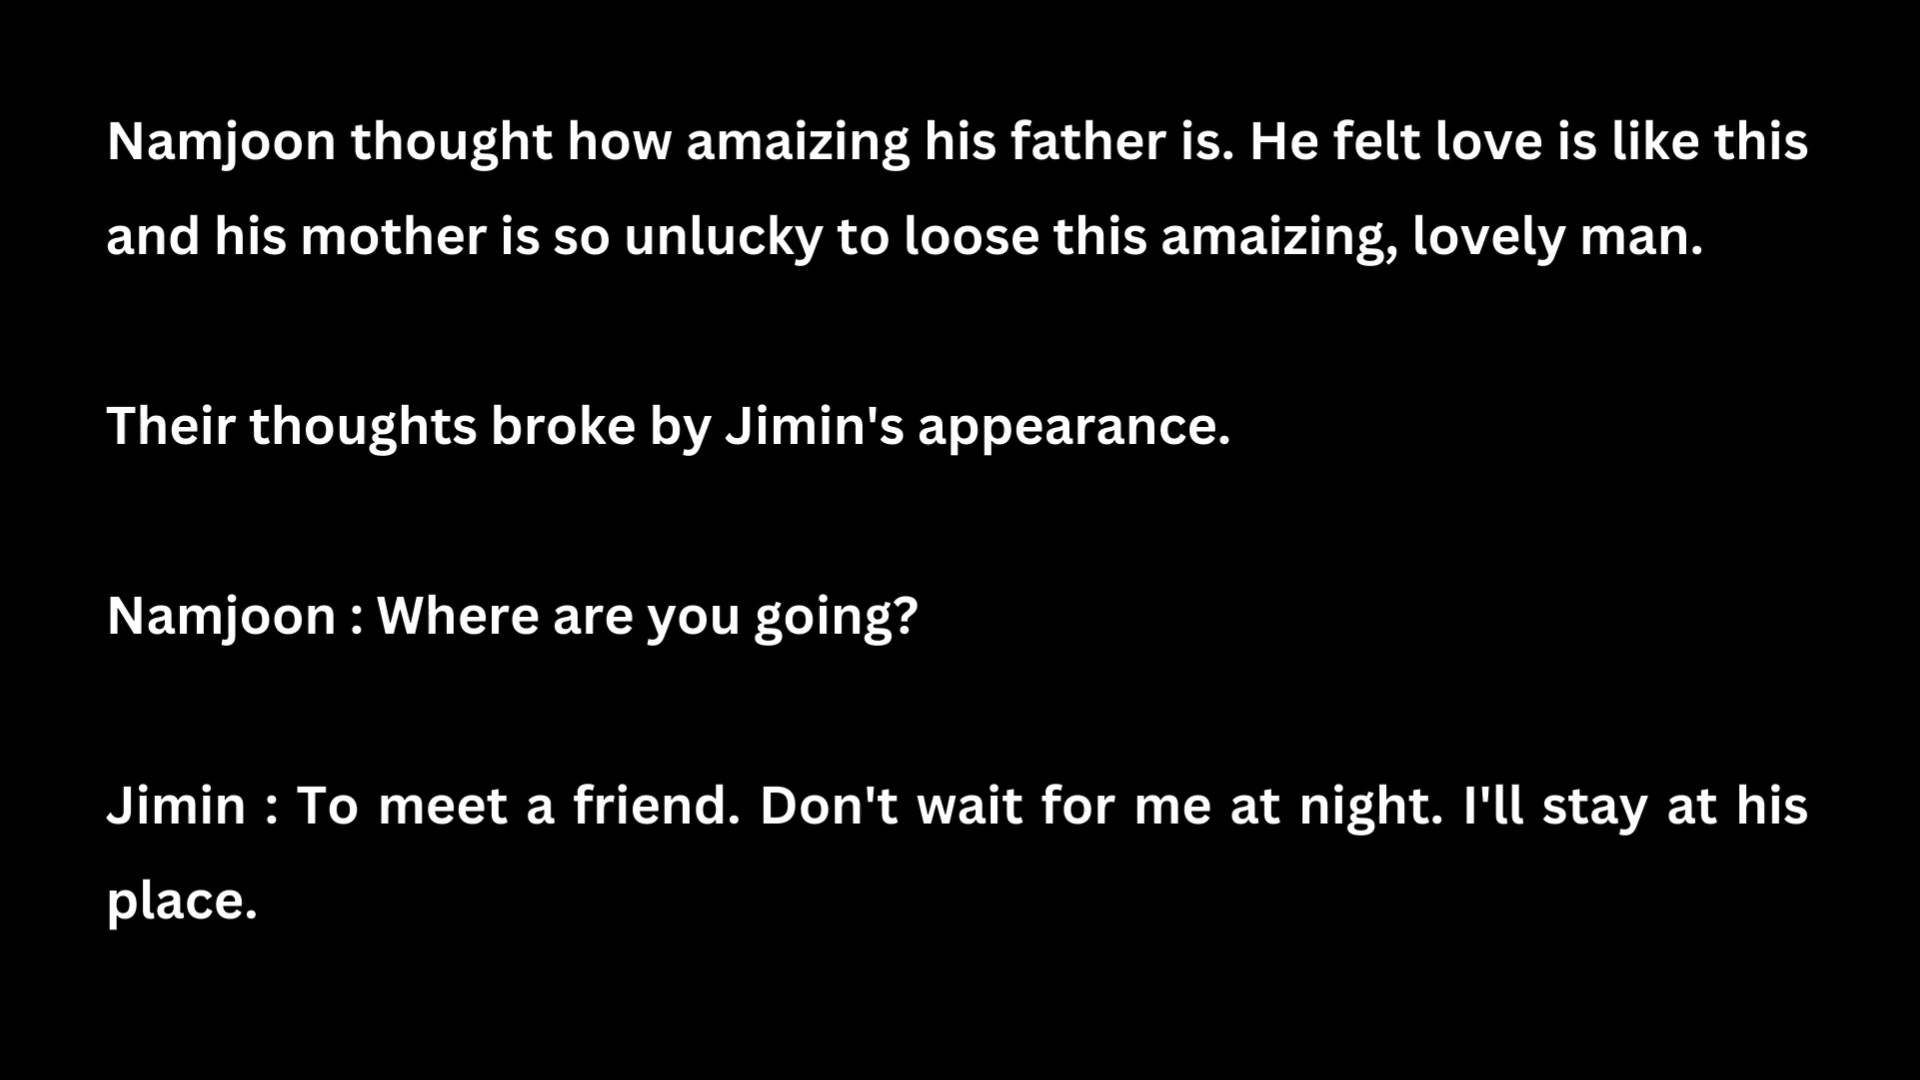 Namjoon thought how amaizing his father is. He felt love is like this
and his mother is so unlucky to loose this amaizing, lovely man.
Their thoughts broke by Jimin's appearance.
Namjoon : Where are you going?
Jimin : To meet a friend. Don't wait for me at night. I'll stay at his
place.